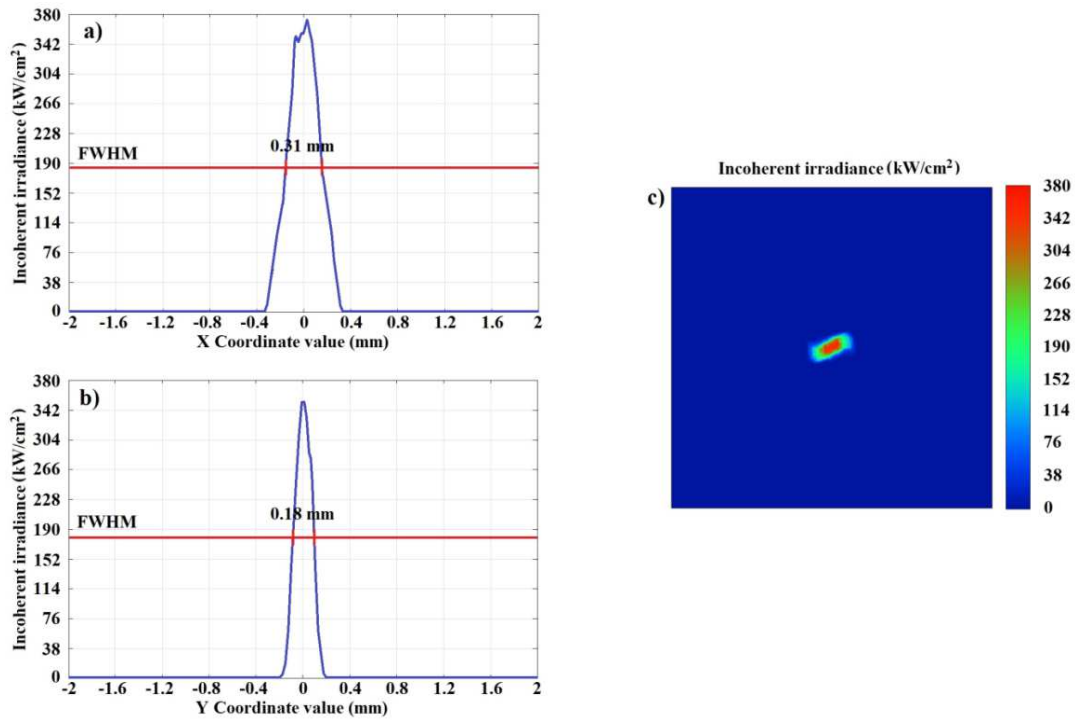 a)
Incoherent irradiance (kW/cm²)
380
342
304
266
228
190
152
114
76
38
0
FWHM
0.31 mm
-2 -1.6 -1.2 -0.8 -0.4 0 0.4 0.8 1.2 1.6 2
X Coordinate value (mm)
b)
Incoherent irradiance (kW/cm²)
380
342
304
266
228
190
152
114
76
38
0
FWHM
0.18 mm
-2 -1.6 -1.2 -0.8 -0.4 0 0.4 0.8 1.2 1.6 2
Y Coordinate value (mm)
Incoherent irradiance (kW/cm²)
c)
380
342
304
266
228
190
152
114
76
38
0